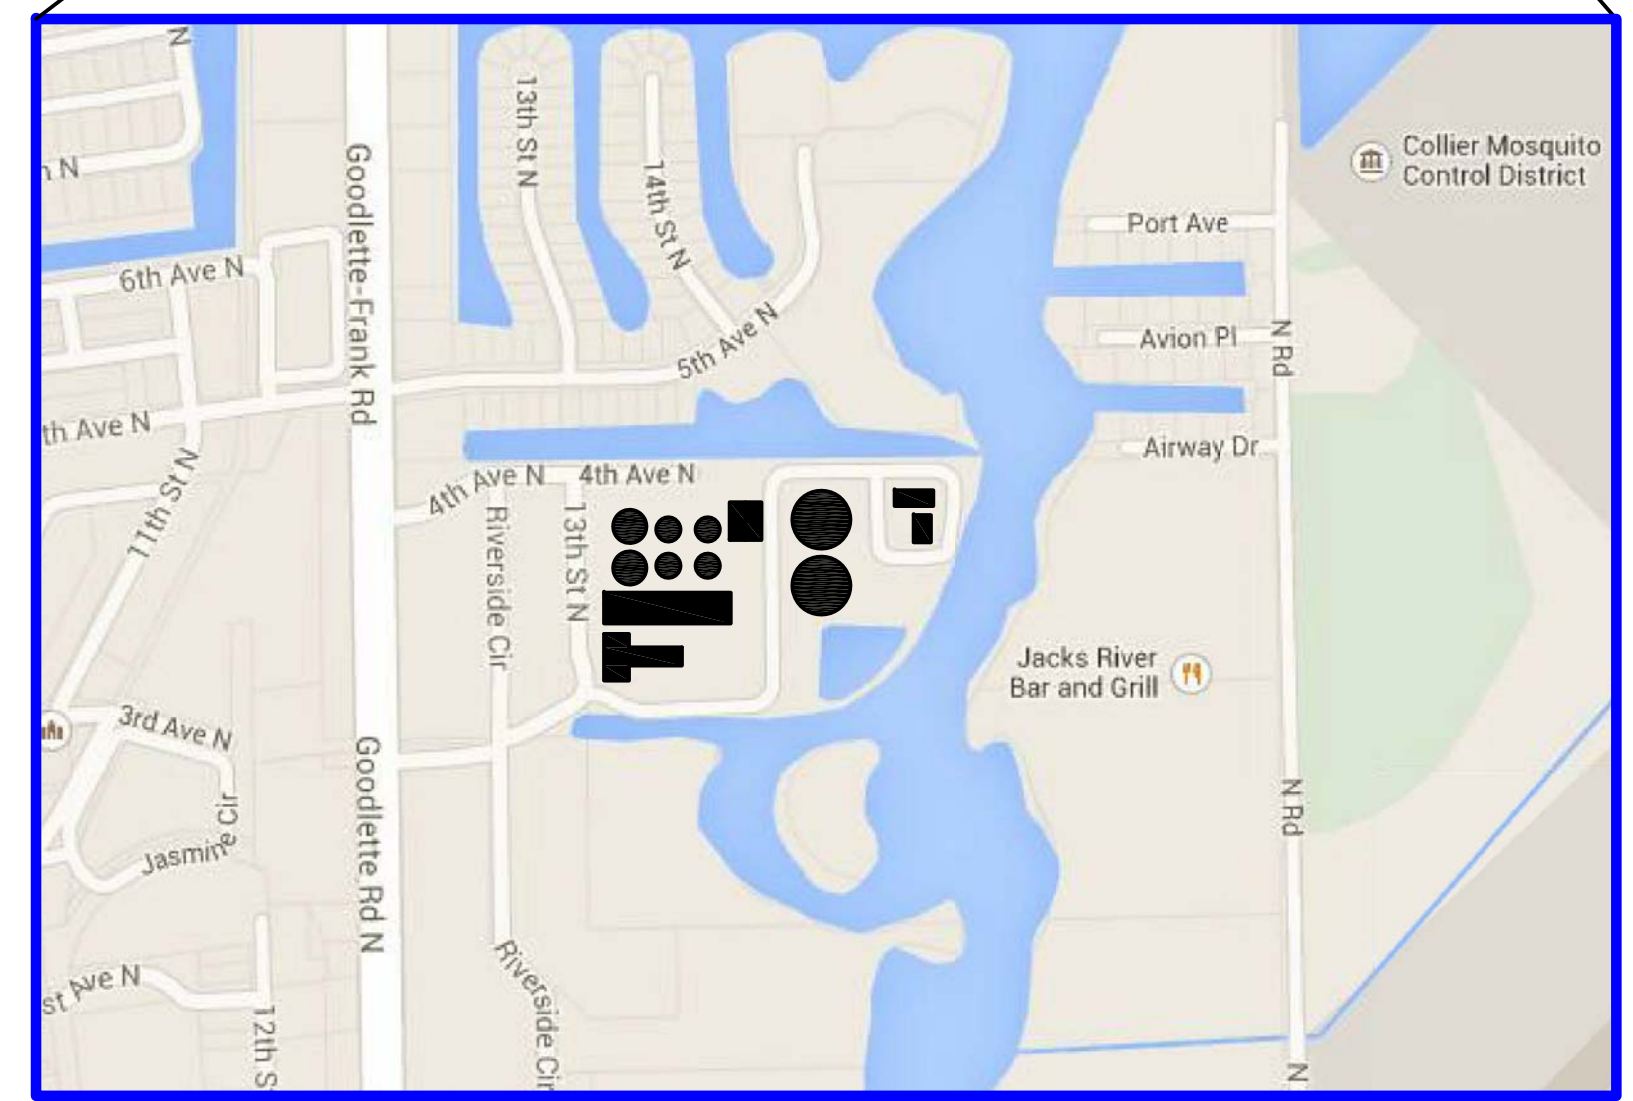 N
13th St N
14th St N
Goodlette-Frank Rd
Collier Mosquito
Control District
N
Port Ave
6th Ave N
5th Ave N
Avion Pl
N Rd
th Ave N
Airway Dr
11th St N
4th Ave N
4th Ave N
Riverside Cir
13th St N
Jacks River
Bar and Grill
3rd Ave N
Goodlette Rd N
Jasmine Cir
N Rd
Riverside Cir
st Ave N
12th S
N